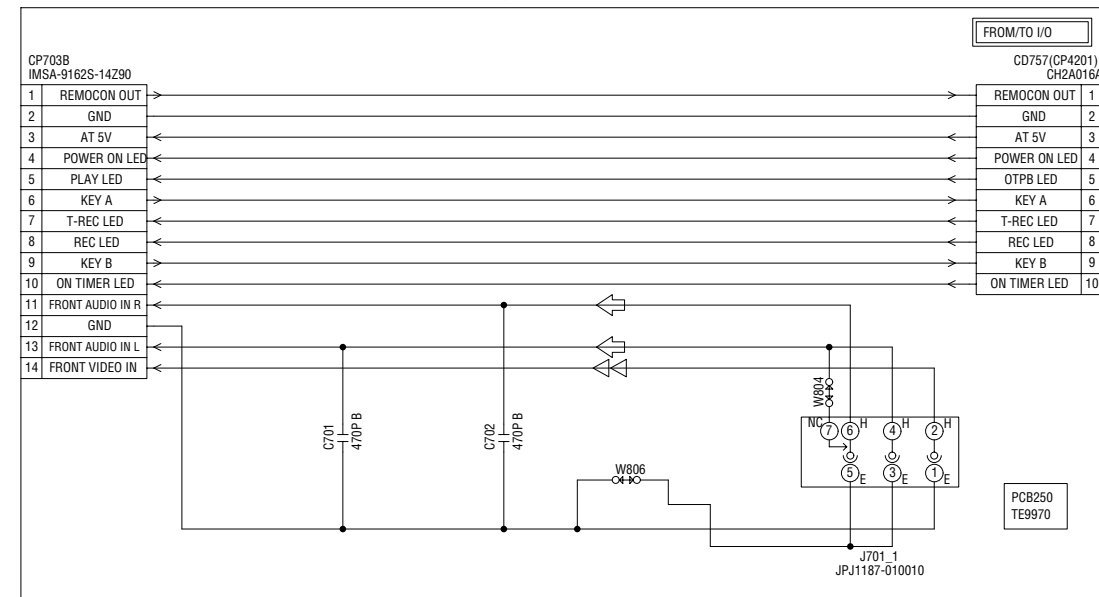 FROM/TO I/O
CP703B
IMSA-9162S-14Z90
CD757(CP4201)
CH2A016A
1 REMOCON OUT
REMOCON OUT 1
2 GND
GND 2
3 AT 5V
AT 5V 3
4 POWER ON LED
POWER ON LED 4
5 PLAY LED
OTPB LED 5
6 KEY A
KEY A 6
7 T-REC LED
T-REC LED 7
8 REC LED
REC LED 8
9 KEY B
KEY B 9
10 ON TIMER LED
ON TIMER LED 10
11 FRONT AUDIO IN R
12 GND
13 FRONT AUDIO IN L
14 FRONT VIDEO IN
W804
C701
470P B
C702
470P B
NC 7 6 H 4 H 2 H
5 E 3 E 1 E
W806
PCB250
TE9970
J701_1
JPJ1187-010010